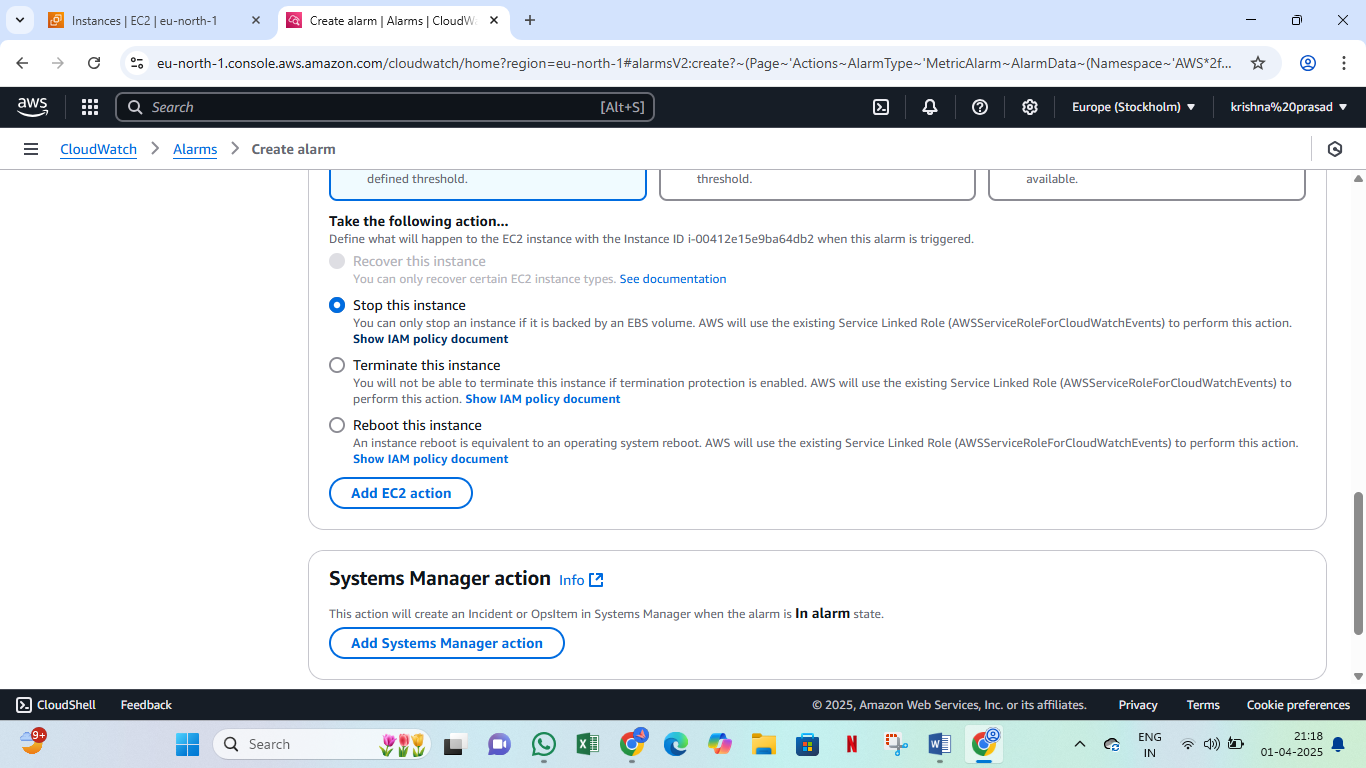 Instances | EC2 | eu-north-1
Create alarm | Alarms | CloudW
eu-north-1.console.aws.amazon.com/cloudwatch/home?region=eu-north-1#alarmsV2:create?~(Page~'Actions~AlarmType~'MetricAlarm~AlarmData~(Namespace~'AWS*2f...
aws
Search
[Alt+S]
Europe (Stockholm)
krishna%20prasad
CloudWatch
Alarms
Create alarm
defined threshold.
threshold.
available.
Take the following action...
Define what will happen to the EC2 instance with the Instance ID i-00412e15e9ba64db2 when this alarm is triggered.
Recover this instance
You can only recover certain EC2 instance types. See documentation
Stop this instance
You can only stop an instance if it is backed by an EBS volume. AWS will use the existing Service Linked Role (AWSServiceRoleForCloudWatchEvents) to perform this action.
Show IAM policy document
Terminate this instance
You will not be able to terminate this instance if termination protection is enabled. AWS will use the existing Service Linked Role (AWSServiceRoleForCloudWatchEvents) to
perform this action. Show IAM policy document
Reboot this instance
An instance reboot is equivalent to an operating system reboot. AWS will use the existing Service Linked Role (AWSServiceRoleForCloudWatchEvents) to perform this action.
Show IAM policy document
Add EC2 action
Systems Manager action Info
This action will create an Incident or OpsItem in Systems Manager when the alarm is In alarm state.
Add Systems Manager action
CloudShell
Feedback
© 2025, Amazon Web Services, Inc. or its affiliates.
Privacy
Terms
Cookie preferences
9+
Search
ENG
IN
21:18
01-04-2025